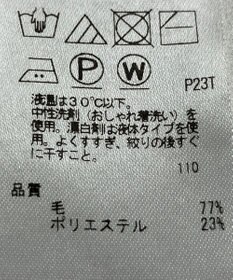 P
W
P23T
液温は30℃以下。
中性洗剤（おしゃれ着洗い）を
使用。漂白剤は液体タイプを使
用。よくすすぎ、絞りの後すぐ
に干すこと。
110
品質
毛 77%
ポリエステル 23%